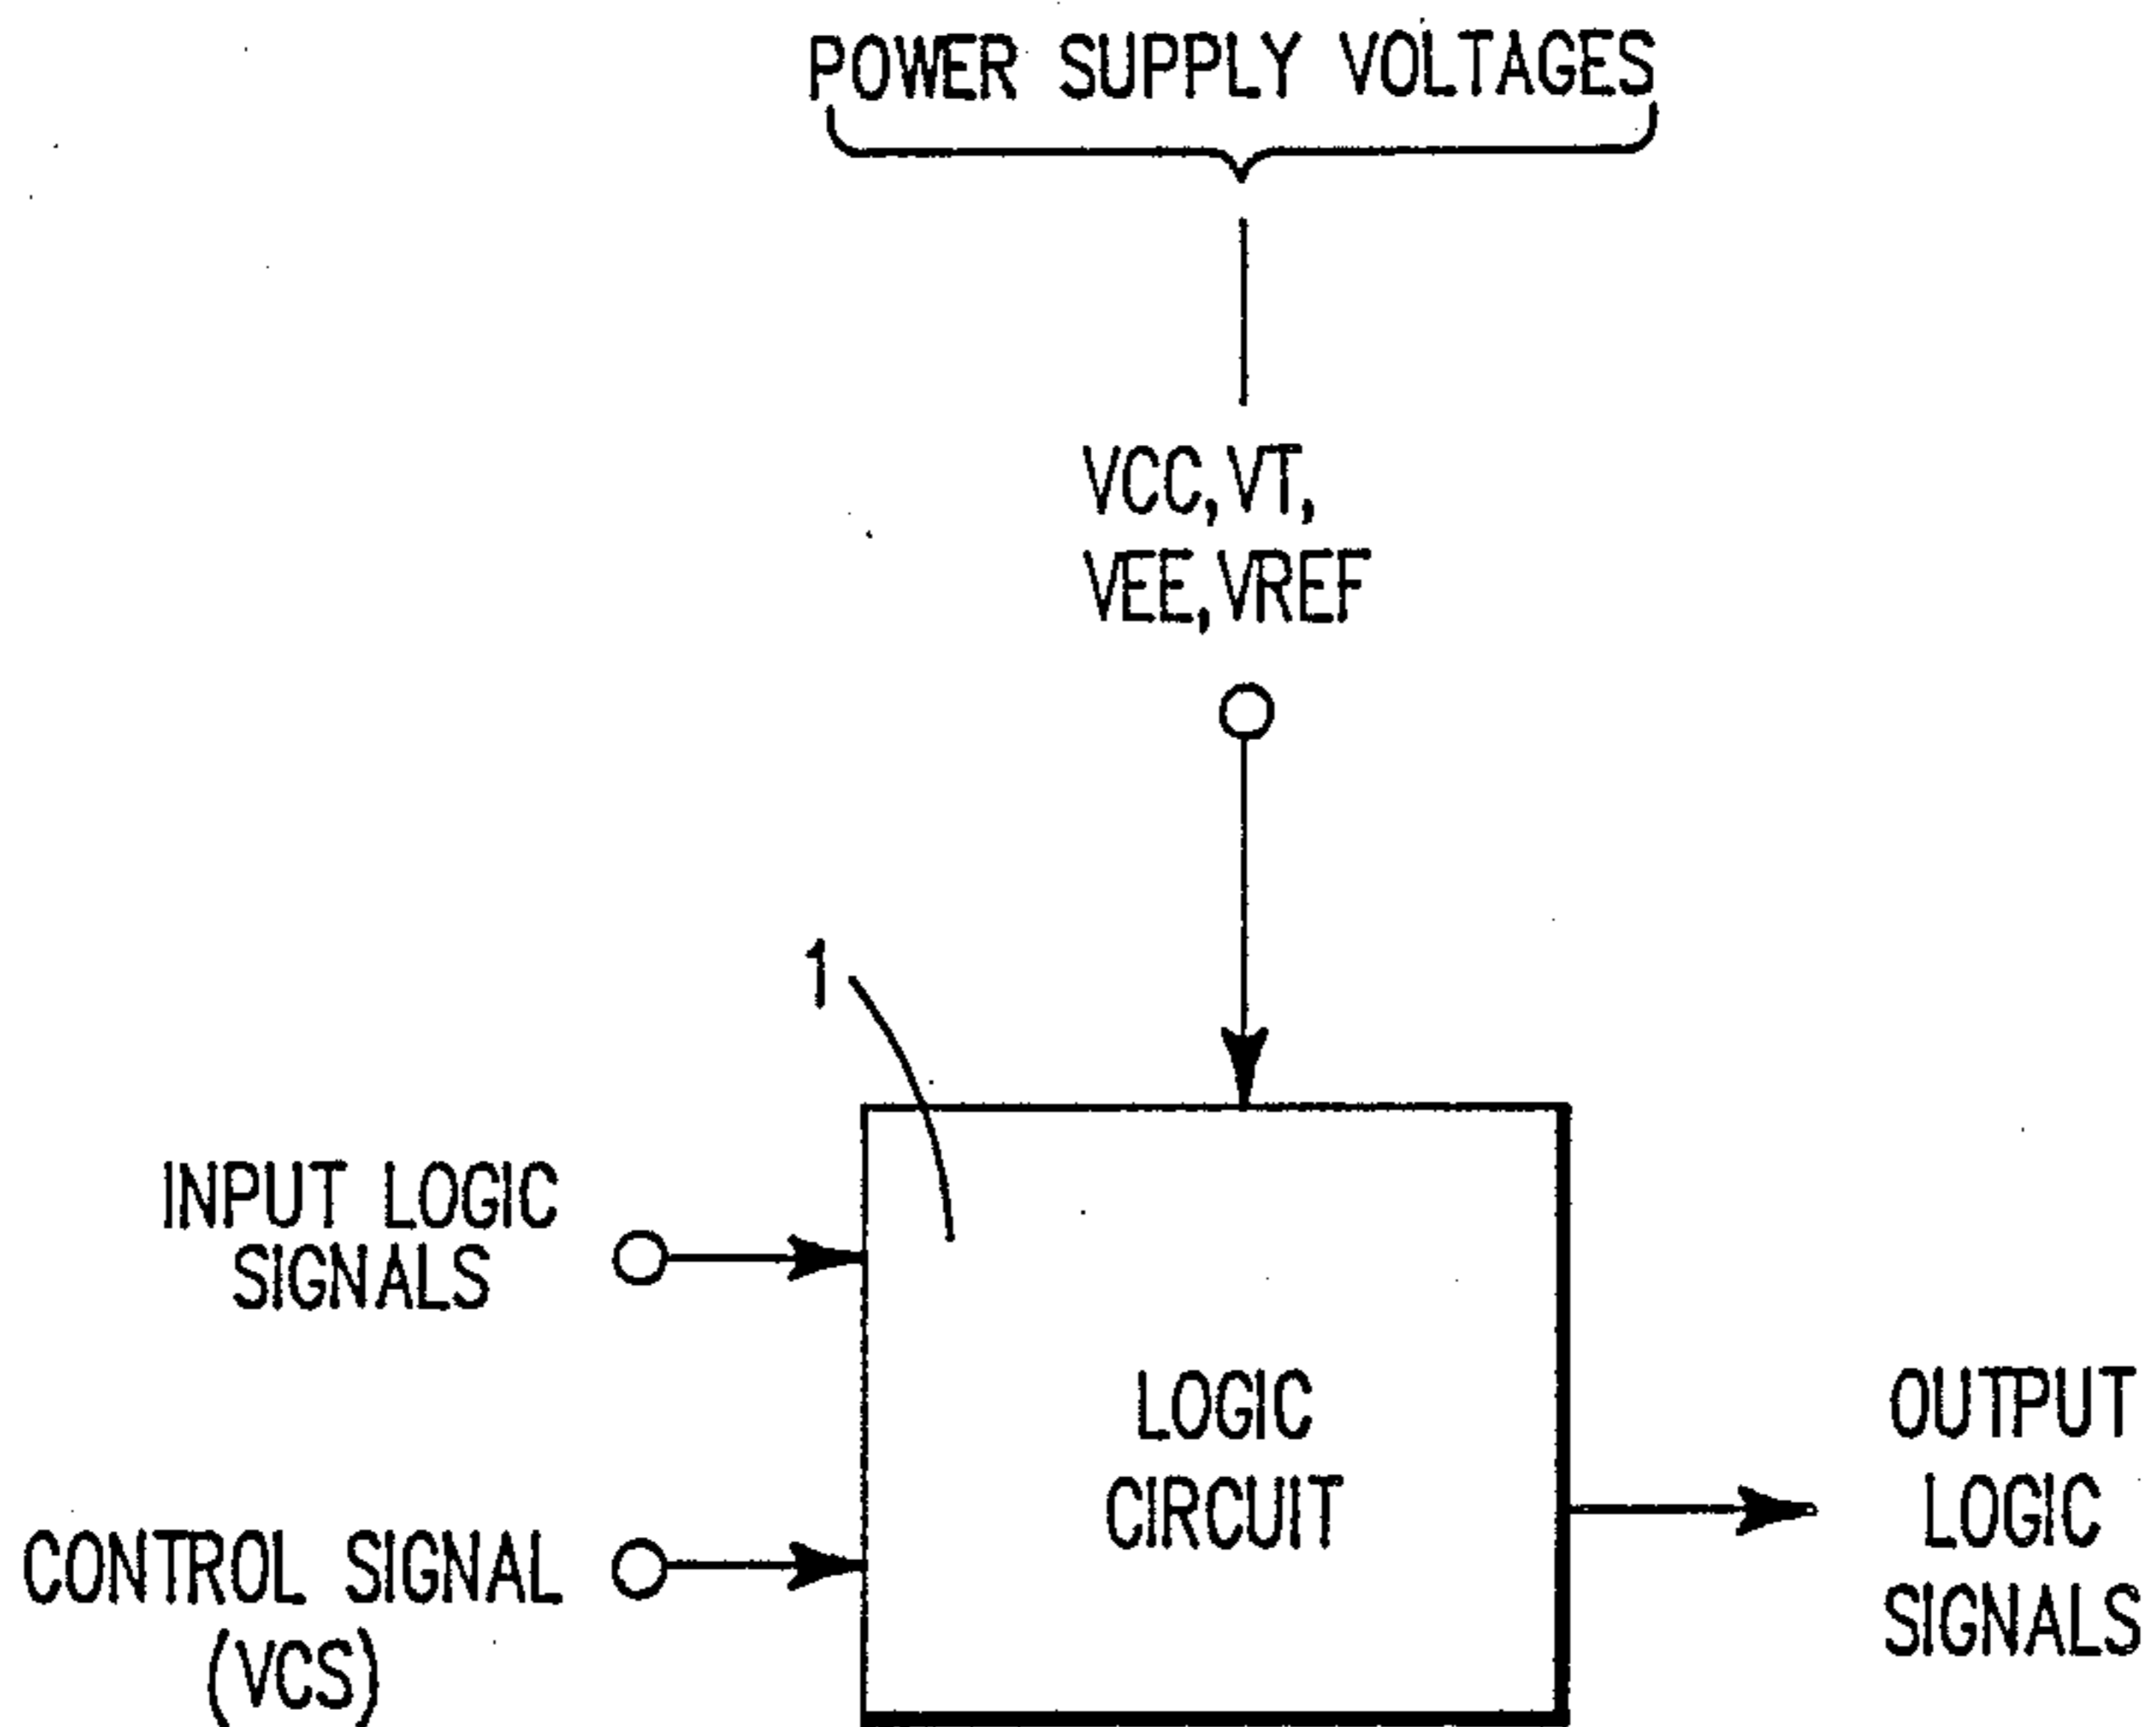 POWER SUPPLY VOLTAGES
VCC,VT,
VEE,VREF
1
INPUT LOGIC
SIGNALS
LOGIC
CIRCUIT
OUTPUT
LOGIC
SIGNALS
CONTROL SIGNAL
(VCS)